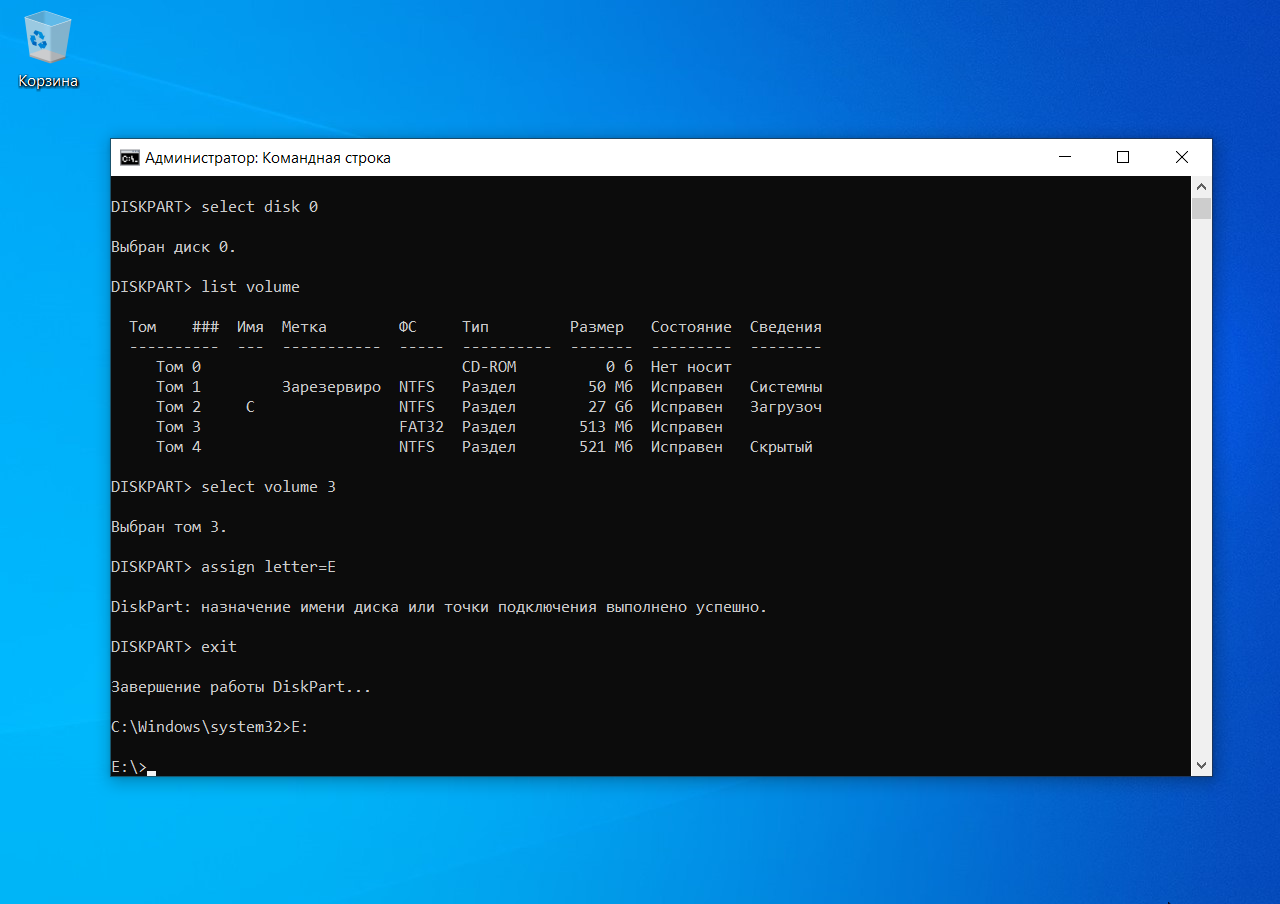 Корзина
Администратор: Командная строка
DISKPART> select disk 0
Выбран диск 0.
DISKPART> list volume
Том ### Имя Метка ФС Тип Размер Состояние Сведения
---------- --- ----------- ----- ---------- ------- --------- --------
Том 0 CD-ROM 0 б Нет носит
Том 1 Зарезервиро NTFS Раздел 50 Mб Исправен Системны
Том 2 C NTFS Раздел 27 Gб Исправен Загрузоч
Том 3 FAT32 Раздел 513 Mб Исправен
Том 4 NTFS Раздел 521 Mб Исправен Скрытый
DISKPART> select volume 3
Выбран том 3.
DISKPART> assign letter=E
DiskPart: назначение имени диска или точки подключения выполнено успешно.
DISKPART> exit
Завершение работы DiskPart...
C:\Windows\system32>E:
E:\>